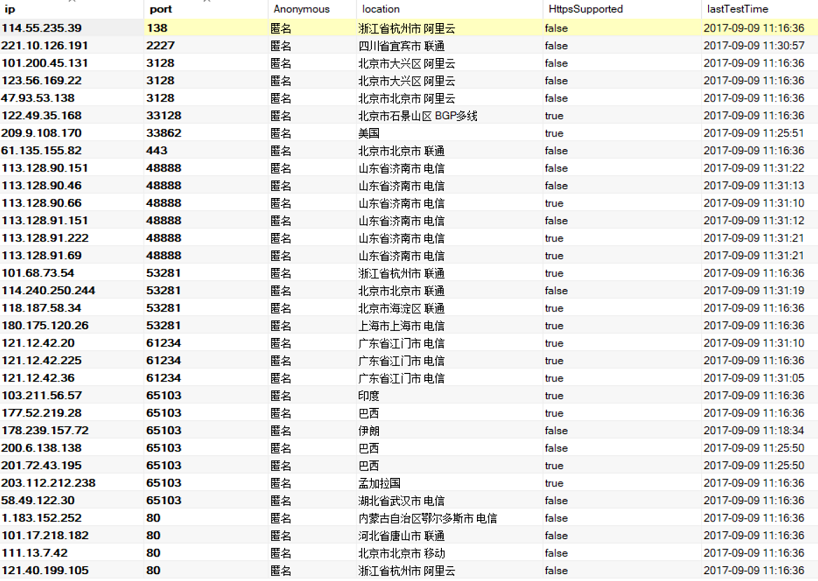 ip port Anonymous location HttpsSupported lastTestTime
114.55.235.39 138 匿名 浙江省杭州市 阿里云 false 2017-09-09 11:16:36
221.10.126.191 2227 匿名 四川省宜宾市 联通 false 2017-09-09 11:30:57
101.200.45.131 3128 匿名 北京市大兴区 阿里云 false 2017-09-09 11:16:36
123.56.169.22 3128 匿名 北京市大兴区 阿里云 false 2017-09-09 11:16:36
47.93.53.138 3128 匿名 北京市北京市 阿里云 false 2017-09-09 11:16:36
122.49.35.168 33128 匿名 北京市石景山区 BGP多线 true 2017-09-09 11:16:36
209.9.108.170 33862 匿名 美国 true 2017-09-09 11:25:51
61.135.155.82 443 匿名 北京市北京市 联通 false 2017-09-09 11:16:36
113.128.90.151 48888 匿名 山东省济南市 电信 false 2017-09-09 11:31:22
113.128.90.46 48888 匿名 山东省济南市 电信 false 2017-09-09 11:31:13
113.128.90.66 48888 匿名 山东省济南市 电信 true 2017-09-09 11:31:10
113.128.91.151 48888 匿名 山东省济南市 电信 false 2017-09-09 11:31:12
113.128.91.222 48888 匿名 山东省济南市 电信 true 2017-09-09 11:31:21
113.128.91.69 48888 匿名 山东省济南市 电信 true 2017-09-09 11:31:21
101.68.73.54 53281 匿名 浙江省杭州市 联通 true 2017-09-09 11:16:36
114.240.250.244 53281 匿名 北京市北京市 联通 false 2017-09-09 11:31:19
118.187.58.34 53281 匿名 北京市海淀区 联通 true 2017-09-09 11:16:36
180.175.120.26 53281 匿名 上海市上海市 电信 true 2017-09-09 11:16:36
121.12.42.20 61234 匿名 广东省江门市 电信 true 2017-09-09 11:31:10
121.12.42.225 61234 匿名 广东省江门市 电信 true 2017-09-09 11:16:36
121.12.42.36 61234 匿名 广东省江门市 电信 true 2017-09-09 11:31:05
103.211.56.57 65103 匿名 印度 true 2017-09-09 11:16:36
177.52.219.28 65103 匿名 巴西 true 2017-09-09 11:16:36
178.239.157.72 65103 匿名 伊朗 false 2017-09-09 11:18:34
200.6.138.138 65103 匿名 巴西 false 2017-09-09 11:25:50
201.72.43.195 65103 匿名 巴西 true 2017-09-09 11:25:50
203.112.212.238 65103 匿名 孟加拉国 true 2017-09-09 11:16:36
58.49.122.30 65103 匿名 湖北省武汉市 电信 false 2017-09-09 11:16:36
1.183.152.252 80 匿名 内蒙古自治区鄂尔多斯市 电信 false 2017-09-09 11:16:36
101.17.218.182 80 匿名 河北省唐山市 联通 false 2017-09-09 11:16:36
111.13.7.42 80 匿名 北京市北京市 移动 false 2017-09-09 11:16:36
121.40.199.105 80 匿名 浙江省杭州市 阿里云 false 2017-09-09 11:16:36